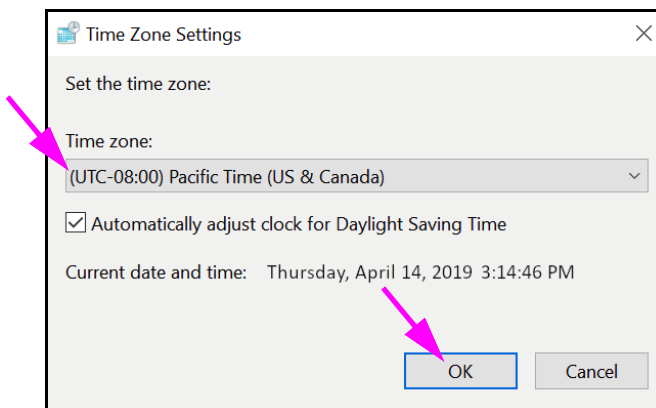 Time Zone Settings
Set the time zone:
Time zone:
(UTC-08:00) Pacific Time (US & Canada)
Automatically adjust clock for Daylight Saving Time
Current date and time: Thursday, April 14, 2019 3:14:46 PM
OK Cancel